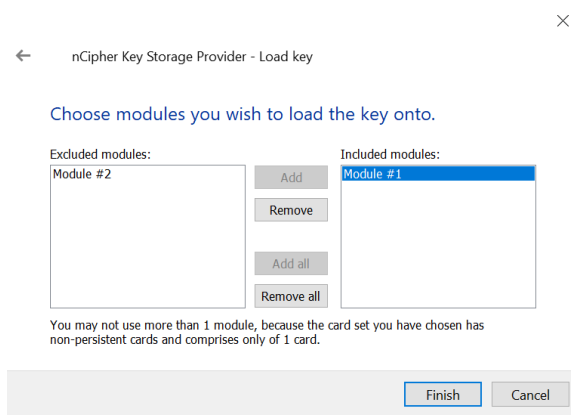 nCipher Key Storage Provider - Load key
Choose modules you wish to load the key onto.
Excluded modules:
Included modules:
Module #2
Add
Module #1
Remove
Add all
Remove all
You may not use more than 1 module, because the card set you have chosen has
non-persistent cards and comprises only of 1 card.
Finish
Cancel